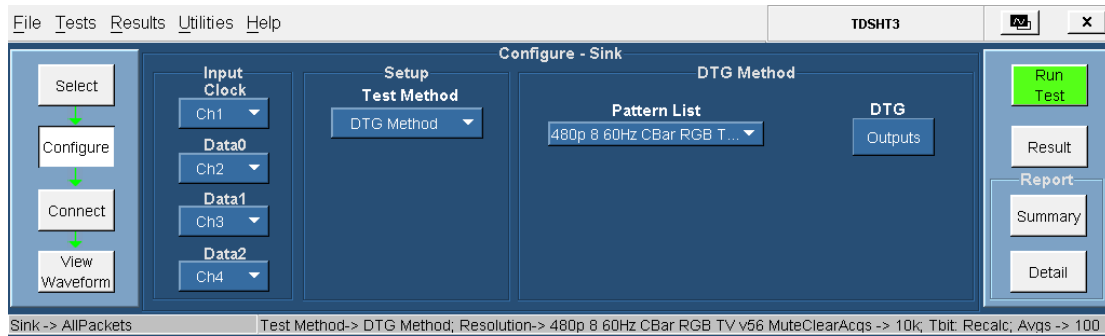 File Tests Results Utilities Help
TDSHT3
x
Select
Configure
Connect
View
Waveform
Configure - Sink
Input
Clock
Ch1
Data0
Ch2
Data1
Ch3
Data2
Ch4
Setup
Test Method
DTG Method
DTG Method
Pattern List
480p 8 60Hz CBar RGB T...
DTG
Outputs
Run
Test
Result
Report
Summary
Detail
Sink -> AllPackets
Test Method-> DTG Method; Resolution-> 480p 8 60Hz CBar RGB TV v56 MuteClearAcqs -> 10k; Tbit: Recalc; Avgs -> 100